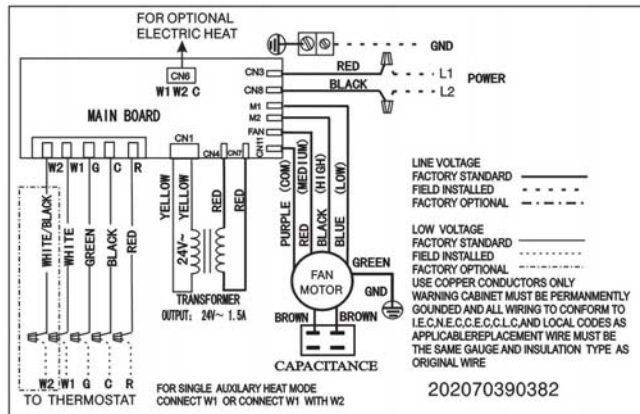 FOR OPTIONAL
ELECTRIC HEAT
CN6
W1 W2 C
MAIN BOARD
CN3
CN8
M1
M2
FAN
CN11
RED
BLACK
GND
L1
L2
POWER
W2 W1 G C R
CN1
CN4
CN7
WHITE/BLACK
WHITE
GREEN
BLACK
RED
YELLOW
YELLOW
RED
RED
24V~
TRANSFORMER
OUTPUT: 24V~ 1.5A
PURPLE (COM)
RED (MEDIUM)
BLACK (HIGH)
BLUE (LOW)
FAN
MOTOR
GREEN
GND
BROWN
BROWN
CAPACITANCE
W2 W1 G C R
TO THERMOSTAT
FOR SINGLE AUXILARY HEAT MODE
CONNECT W1 OR CONNECT W1 WITH W2
LINE VOLTAGE
FACTORY STANDARD
FIELD INSTALLED
FACTORY OPTIONAL
LOW VOLTAGE
FACTORY STANDARD
FIELD INSTALLED
FACTORY OPTIONAL
USE COPPER CONDUCTORS ONLY
WARNING CABINET MUST BE PERMANMENTLY
GOUNDED AND ALL WIRING TO CONFORM TO
I.E.C,N.E.C,C.E.C,C.L.C,AND LOCAL CODES AS
APPLICABLEREPLACEMENT WIRE MUST BE
THE SAME GAUGE AND INSULATION TYPE AS
ORIGINAL WIRE
202070390382